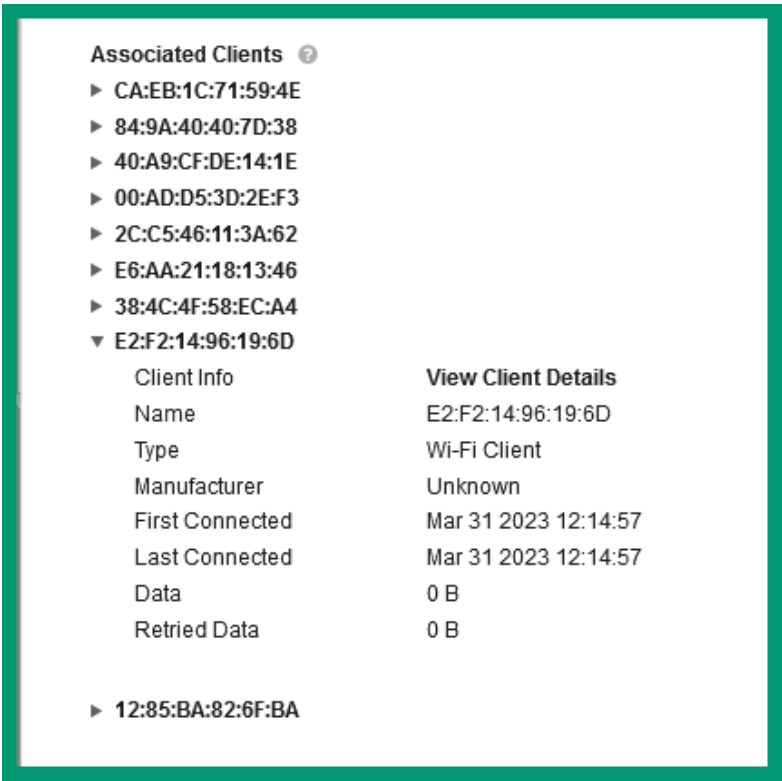 Associated Clients ?
CA:EB:1C:71:59:4E
84:9A:40:40:7D:38
40:A9:CF:DE:14:1E
00:AD:D5:3D:2E:F3
2C:C5:46:11:3A:62
E6:AA:21:18:13:46
38:4C:4F:58:EC:A4
E2:F2:14:96:19:6D
Client Info View Client Details
Name E2:F2:14:96:19:6D
Type Wi-Fi Client
Manufacturer Unknown
First Connected Mar 31 2023 12:14:57
Last Connected Mar 31 2023 12:14:57
Data 0 B
Retried Data 0 B
12:85:BA:82:6F:BA